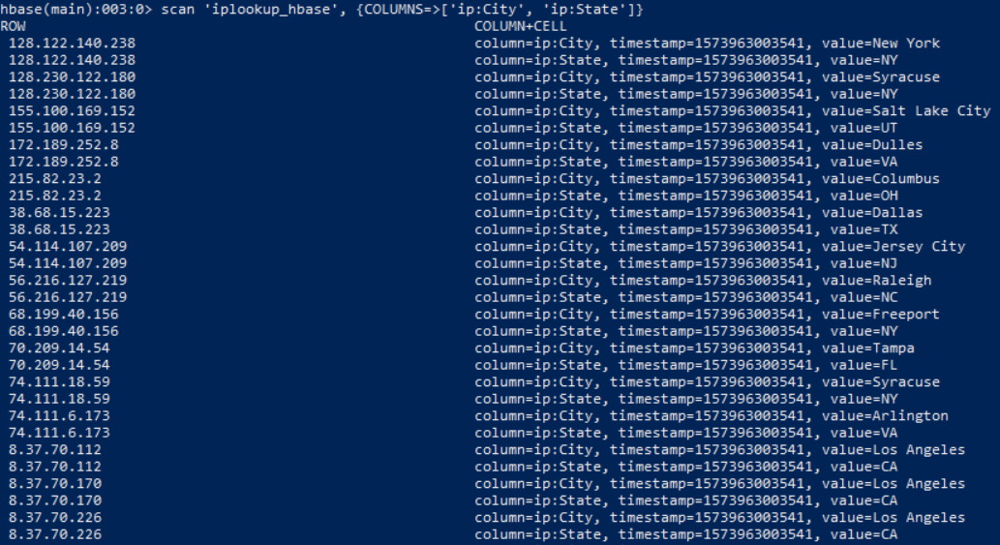 hbase(main):003:0> scan 'iplookup_hbase', {COLUMNS=>['ip:City', 'ip:State']}
ROW COLUMN+CELL
128.122.140.238 column=ip:City, timestamp=1573963003541, value=New York
128.122.140.238 column=ip:State, timestamp=1573963003541, value=NY
128.230.122.180 column=ip:City, timestamp=1573963003541, value=Syracuse
128.230.122.180 column=ip:State, timestamp=1573963003541, value=NY
155.100.169.152 column=ip:City, timestamp=1573963003541, value=Salt Lake City
155.100.169.152 column=ip:State, timestamp=1573963003541, value=UT
172.189.252.8 column=ip:City, timestamp=1573963003541, value=Dulles
172.189.252.8 column=ip:State, timestamp=1573963003541, value=VA
215.82.23.2 column=ip:City, timestamp=1573963003541, value=Columbus
215.82.23.2 column=ip:State, timestamp=1573963003541, value=OH
38.68.15.223 column=ip:City, timestamp=1573963003541, value=Dallas
38.68.15.223 column=ip:State, timestamp=1573963003541, value=TX
54.114.107.209 column=ip:City, timestamp=1573963003541, value=Jersey City
54.114.107.209 column=ip:State, timestamp=1573963003541, value=NJ
56.216.127.219 column=ip:City, timestamp=1573963003541, value=Raleigh
56.216.127.219 column=ip:State, timestamp=1573963003541, value=NC
68.199.40.156 column=ip:City, timestamp=1573963003541, value=Freeport
68.199.40.156 column=ip:State, timestamp=1573963003541, value=NY
70.209.14.54 column=ip:City, timestamp=1573963003541, value=Tampa
70.209.14.54 column=ip:State, timestamp=1573963003541, value=FL
74.111.18.59 column=ip:City, timestamp=1573963003541, value=Syracuse
74.111.18.59 column=ip:State, timestamp=1573963003541, value=NY
74.111.6.173 column=ip:City, timestamp=1573963003541, value=Arlington
74.111.6.173 column=ip:State, timestamp=1573963003541, value=VA
8.37.70.112 column=ip:City, timestamp=1573963003541, value=Los Angeles
8.37.70.112 column=ip:State, timestamp=1573963003541, value=CA
8.37.70.170 column=ip:City, timestamp=1573963003541, value=Los Angeles
8.37.70.170 column=ip:State, timestamp=1573963003541, value=CA
8.37.70.226 column=ip:City, timestamp=1573963003541, value=Los Angeles
8.37.70.226 column=ip:State, timestamp=1573963003541, value=CA